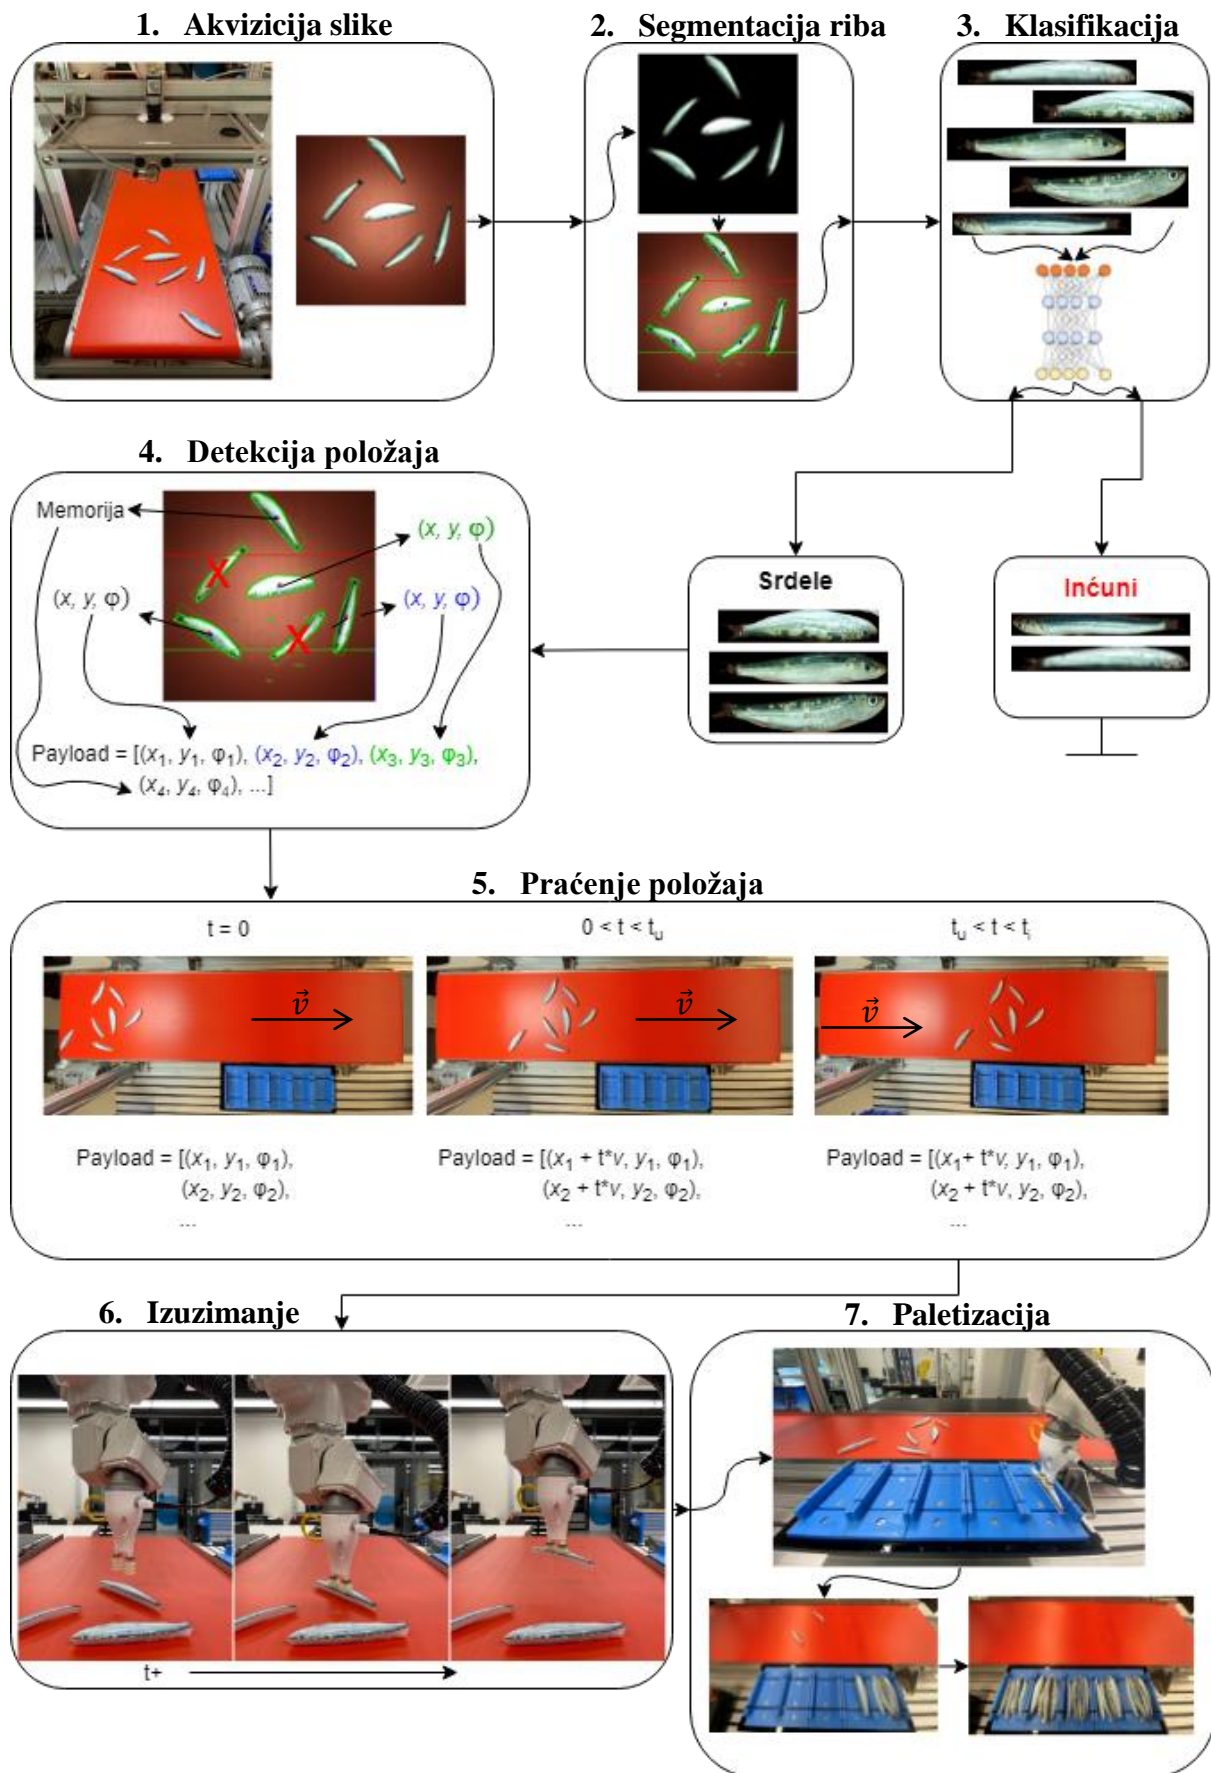 1. Akvizicija slike
2. Segmentacija riba
3. Klasifikacija
4. Detekcija položaja
Memorija
(x, y, φ)
(x, y, φ)
(x, y, φ)
X
X
Payload = [(x₁, y₁, φ₁), (x₂, y₂, φ₂), (x₃, y₃, φ₃),
(x₄, y₄, φ₄), ...]
Srdele
Inćuni
5. Praćenje položaja
t = 0
0 < t < tᵤ
tᵤ < t < tᵢ
v⃗
v⃗
v⃗
Payload = [(x₁, y₁, φ₁),
(x₂, y₂, φ₂),
...
Payload = [(x₁ + t*v, y₁, φ₁),
(x₂ + t*v, y₂, φ₂),
...
Payload = [(x₁+ t*v, y₁, φ₁),
(x₂ + t*v, y₂, φ₂),
...
6. Izuzimanje
t+
7. Paletizacija